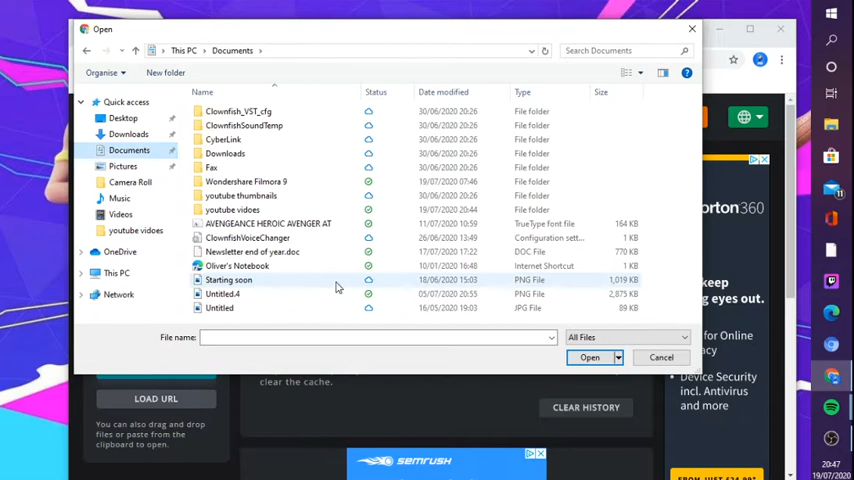 Open
This PC > Documents >
Search Documents
Organise
New folder
Name
Status
Date modified
Type
Size
Quick access
Desktop
Downloads
Documents
Pictures
Camera Roll
Music
Videos
youtube vidoes
OneDrive
This PC
Network
Clownfish_VST_cfg 30/06/2020 20:26 File folder
ClownfishSoundTemp 30/06/2020 20:26 File folder
CyberLink 30/06/2020 20:26 File folder
Downloads 30/06/2020 20:26 File folder
Fax 30/06/2020 20:26 File folder
Wondershare Filmora 9 19/07/2020 07:46 File folder
youtube thumbnails 30/06/2020 20:26 File folder
youtube vidoes 19/07/2020 20:44 File folder
AVENGEANCE HEROIC AVENGER AT 11/07/2020 10:59 TrueType font file 164 KB
ClownfishVoiceChanger 26/06/2020 13:49 Configuration sett... 1 KB
Newsletter end of year.doc 17/07/2020 17:22 DOC File 770 KB
Oliver's Notebook 10/01/2020 16:48 Internet Shortcut 1 KB
Starting soon 18/06/2020 15:03 PNG File 1,019 KB
Untitled.4 05/07/2020 20:55 PNG File 2,875 KB
Untitled 16/05/2020 19:03 JPG File 89 KB
File name:
All Files
Open
Cancel
clear the cache.
LOAD URL
You can also drag and drop
files or paste from the
clipboard to open.
CLEAR HISTORY
SEMRUSH
orton360
eyes out.
for Online
acy
Device Security
incl. Antivirus
and more
11
20:47
19/07/2020